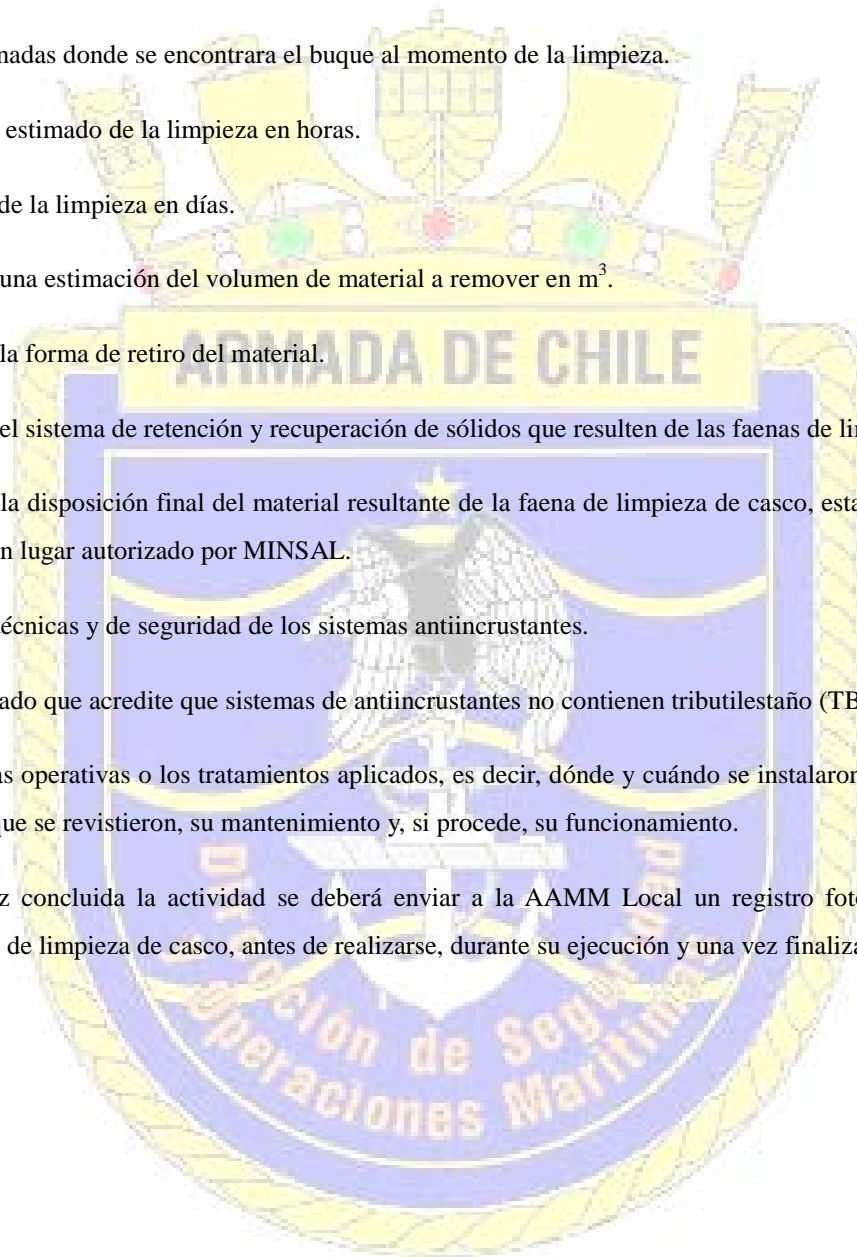 nadas donde se encontrara el buque al momento de la limpieza.
estimado de la limpieza en horas.
de la limpieza en días.
una estimación del volumen de material a remover en m³.
la forma de retiro del material.
ARMADA DE CHILE
el sistema de retención y recuperación de sólidos que resulten de las faenas de li
la disposición final del material resultante de la faena de limpieza de casco, esta
n lugar autorizado por MINSAL.
écnicas y de seguridad de los sistemas antiincrustantes.
ado que acredite que sistemas de antiincrustantes no contienen tributilestaño (TB
as operativas o los tratamientos aplicados, es decir, dónde y cuándo se instalaron
que se revistieron, su mantenimiento y, si procede, su funcionamiento.
z concluida la actividad se deberá enviar a la AAMM Local un registro foto
de limpieza de casco, antes de realizarse, durante su ejecución y una vez finaliza
Dirección de Seguridad
Operaciones Marítimas